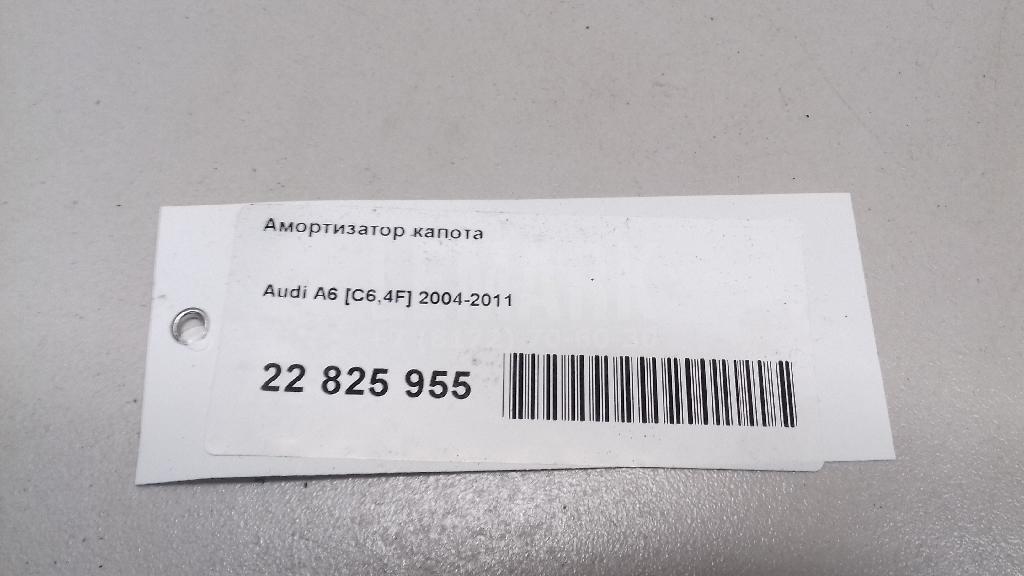 Амортизатор капота
Audi A6 [C6,4F] 2004-2011
22 825 955